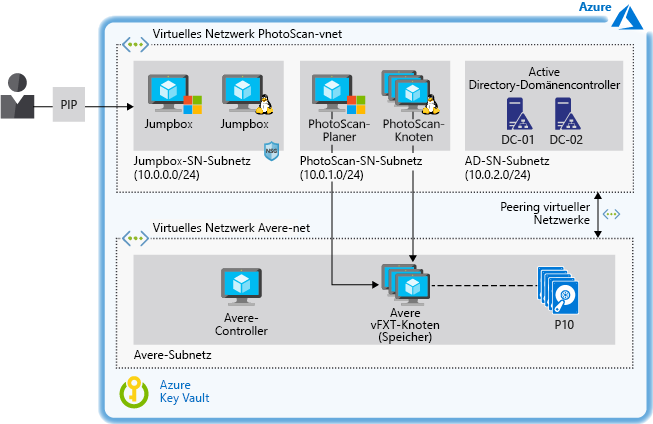 Azure
Virtuelles Netzwerk PhotoScan-vnet
PIP
Jumpbox
Jumpbox
NSG
Jumpbox-SN-Subnetz
(10.0.0.0/24)
PhotoScan-
Planer
PhotoScan-
Knoten
PhotoScan-SN-Subnetz
(10.0.1.0/24)
Active
Directory-Domänencontroller
DC-01
DC-02
AD-SN-Subnetz
(10.0.2.0/24)
Peering virtueller
Netzwerke
Virtuelles Netzwerk Avere-net
Avere-
Controller
Avere
vFXT-Knoten
(Speicher)
P10
Avere-Subnetz
Azure
Key Vault